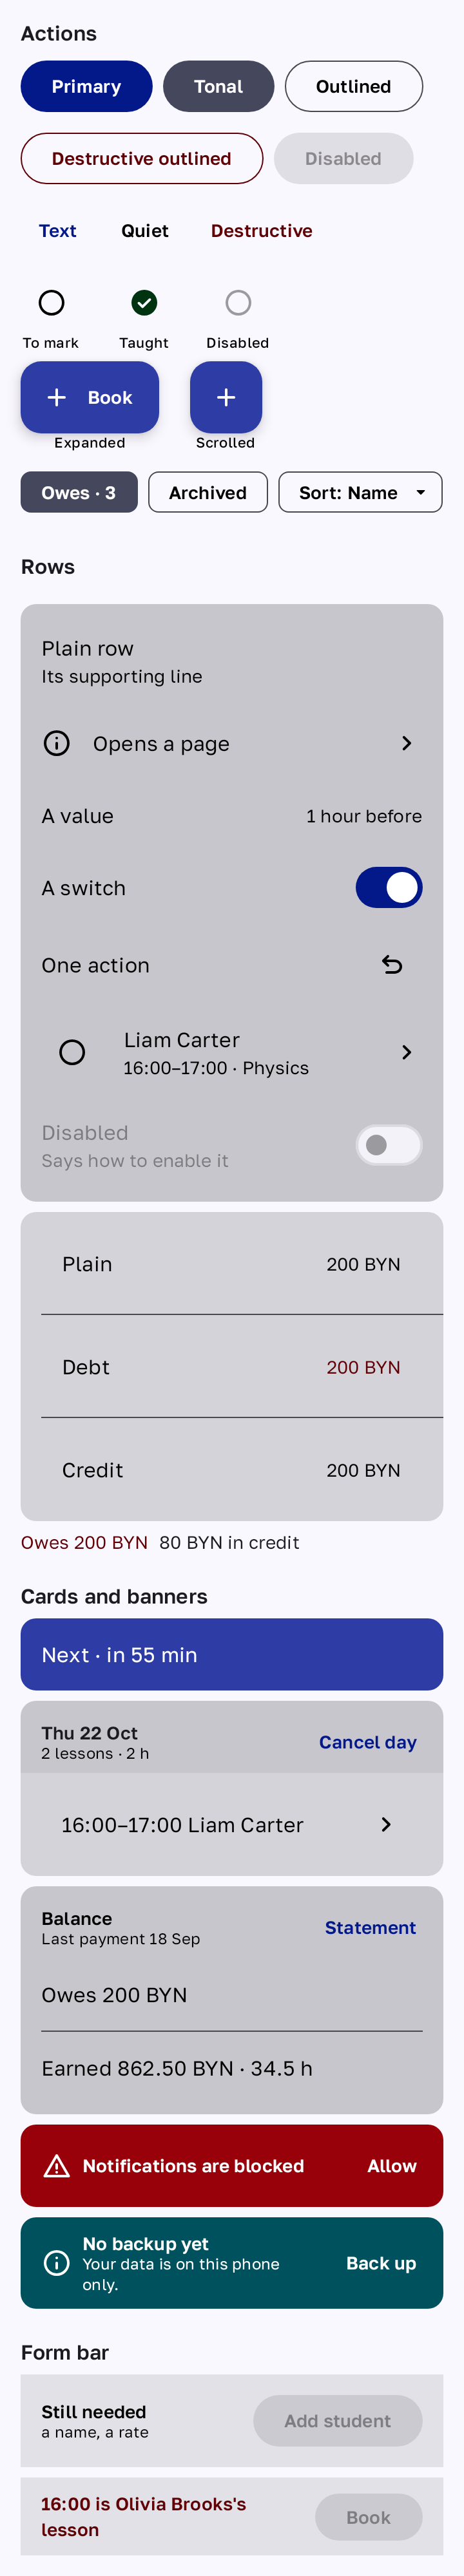 Actions
Primary
Tonal
Outlined
Destructive outlined
Disabled
Text
Quiet
Destructive
To mark
Taught
Disabled
Book
Expanded
Scrolled
Owes · 3
Archived
Sort: Name
Rows
Plain row
Its supporting line
Opens a page
A value
1 hour before
A switch
One action
Liam Carter
16:00–17:00 · Physics
Disabled
Says how to enable it
Plain
200 BYN
Debt
200 BYN
Credit
200 BYN
Owes 200 BYN 80 BYN in credit
Cards and banners
Next · in 55 min
Thu 22 Oct
2 lessons · 2 h
Cancel day
16:00–17:00 Liam Carter
Balance
Last payment 18 Sep
Statement
Owes 200 BYN
Earned 862.50 BYN · 34.5 h
Notifications are blocked
Allow
No backup yet
Your data is on this phone
only.
Back up
Form bar
Still needed
a name, a rate
Add student
16:00 is Olivia Brooks's
lesson
Book